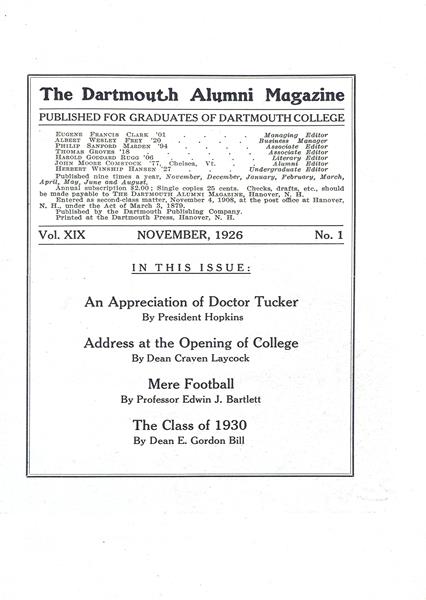 The Dartmouth Alumni Magazine
PUBLISHED FOR GRADUATES OF DARTMOUTH COLLEGE
EUGENE FRANCIS CLARK '01 . . . . Managing Editor
ALBERT WESLEY FREY '20 . . . . Business Manager
PHILIP SANFORD MARDEN '94 . . . . Associate Editor
THOMAS GROVES '18 . . . . . Associate Editor
HAROLD GODDARD RUGG '06 . . . . Literary Editor
JOHN MOORE COMSTOCK '77, Chelsea, Vt. . . Alumni Editor
HERBERT WINSHIP HANSEN '27 . . Undergraduate Editor
Published nine times a year, November, December, January, February, March,
April, May, June and August.
Annual subscription $2.00; Single copies 25 cents. Checks, drafts, etc., should
be made payable to THE DARTMOUTH ALUMNI MAGAZINE, Hanover, N. H.
Entered as second-class matter, November 4, 1908, at the post office at Hanover,
N. H., under the Act of March 3, 1879.
Published by the Dartmouth Publishing Company.
Printed at the Dartmouth Press, Hanover, N. H.
Vol. XIX NOVEMBER, 1926 No. 1
IN THIS ISSUE:
An Appreciation of Doctor Tucker
By President Hopkins
Address at the Opening of College
By Dean Craven Laycock
Mere Football
By Professor Edwin J. Bartlett
The Class of 1930
By Dean E. Gordon Bill